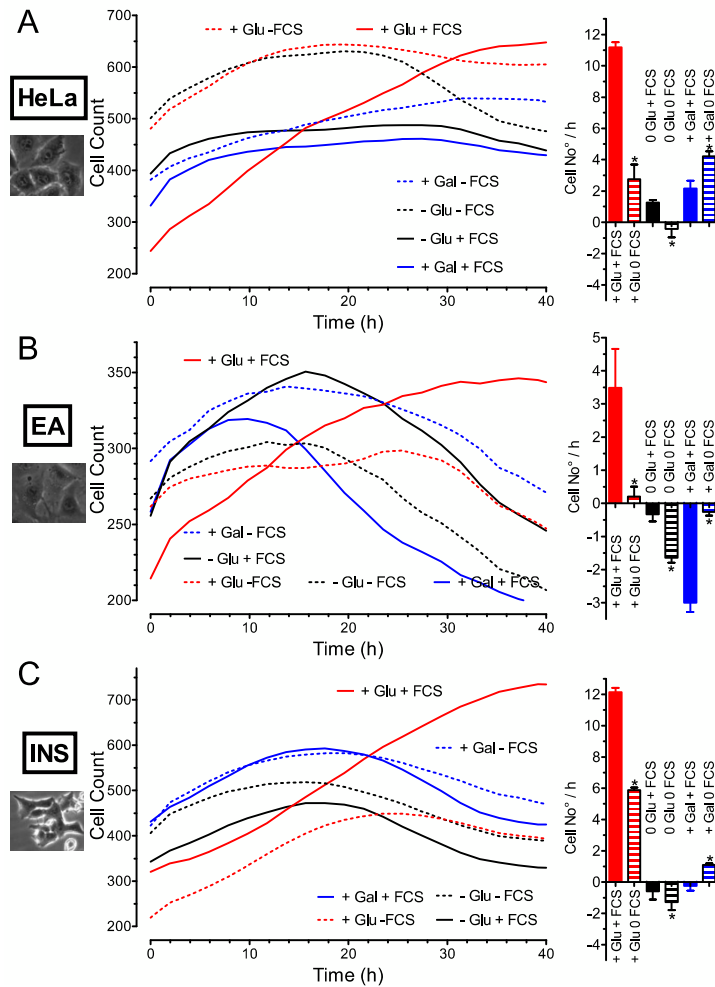 A
HeLa
Cell Count
700
600
500
400
300
200
+ Glu -FCS
+ Glu + FCS
+ Gal - FCS
- Glu - FCS
- Glu + FCS
+ Gal + FCS
0 10 20 30 40
Time (h)
Cell No° / h
12
10
8
6
4
2
0
-2
-4
+ Glu + FCS
+ Glu 0 FCS
0 Glu + FCS
0 Glu 0 FCS
+ Gal + FCS
+ Gal 0 FCS
* * *
B
EA
Cell Count
350
300
250
200
+ Glu + FCS
+ Gal - FCS
- Glu + FCS
+ Glu -FCS - Glu - FCS + Gal + FCS
0 10 20 30 40
Time (h)
Cell No° / h
5
4
3
2
1
0
-1
-2
-3
+ Glu + FCS
+ Glu 0 FCS
0 Glu + FCS
0 Glu 0 FCS
+ Gal + FCS
+ Gal 0 FCS
* * *
C
INS
Cell Count
700
600
500
400
300
200
+ Glu + FCS
+ Gal - FCS
+ Gal + FCS - Glu - FCS
+ Glu -FCS - Glu + FCS
0 10 20 30 40
Time (h)
Cell No° / h
12
10
8
6
4
2
0
-2
-4
+ Glu + FCS
+ Glu 0 FCS
0 Glu + FCS
0 Glu 0 FCS
+ Gal + FCS
+ Gal 0 FCS
* * *